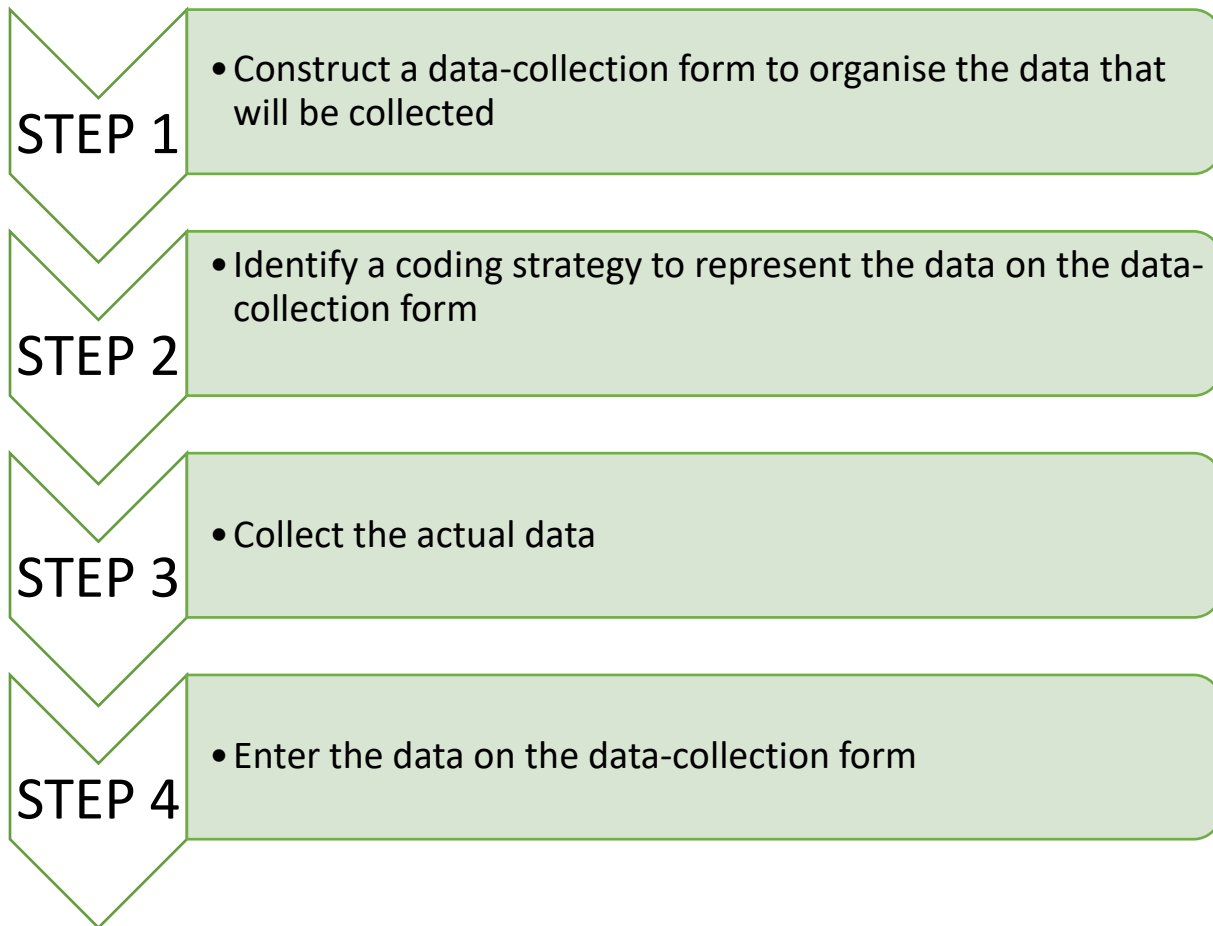 STEP 1
• Construct a data-collection form to organise the data that
will be collected
STEP 2
• Identify a coding strategy to represent the data on the data-
collection form
STEP 3
• Collect the actual data
STEP 4
• Enter the data on the data-collection form